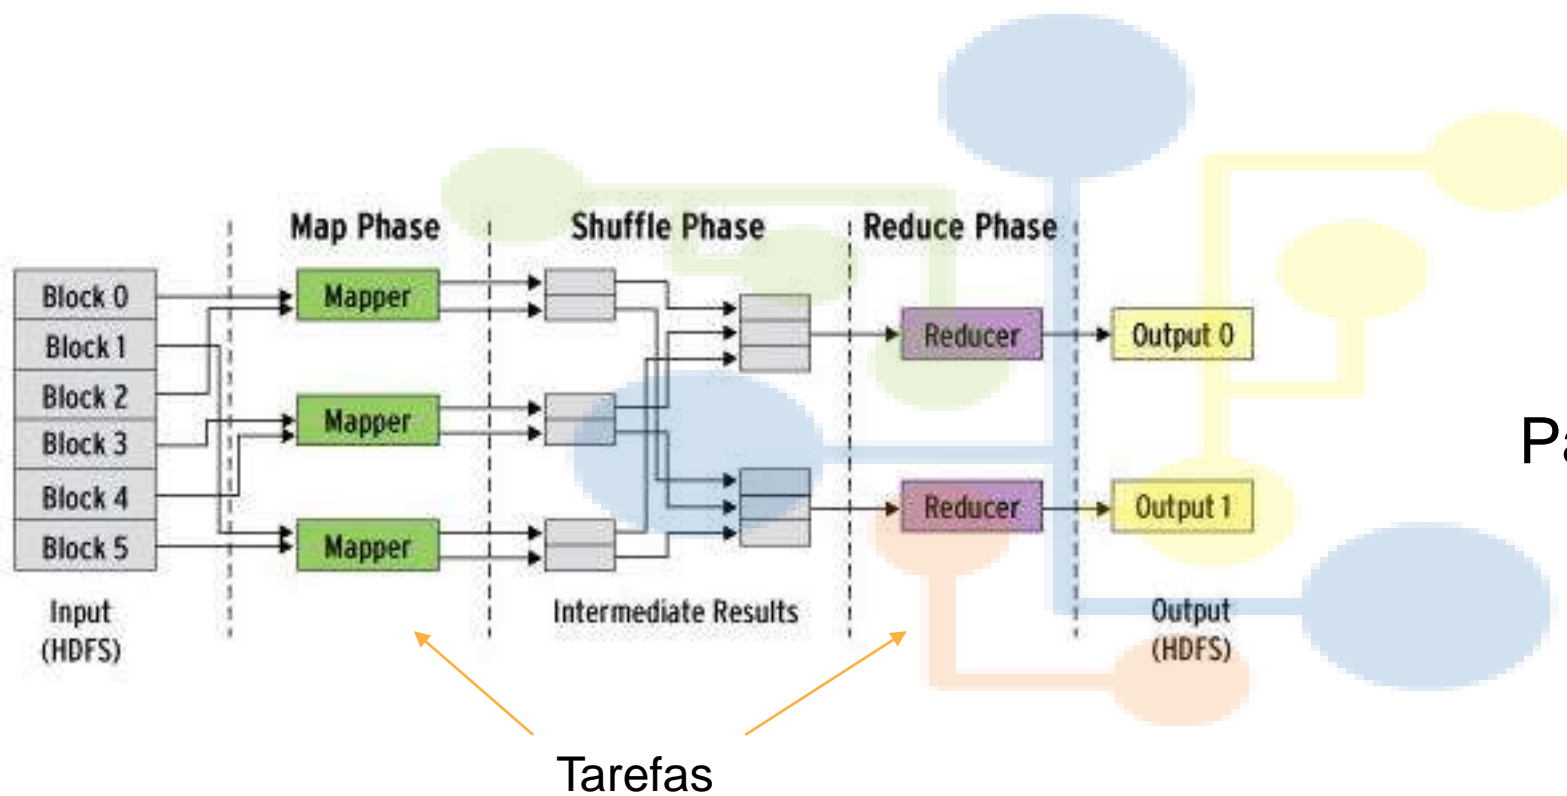 Map Phase
Shuffle Phase
Reduce Phase
Block 0
Block 1
Block 2
Block 3
Block 4
Block 5
Mapper
Mapper
Mapper
Reducer
Reducer
Output 0
Output 1
Input
(HDFS)
Intermediate Results
Output
(HDFS)
Tarefas